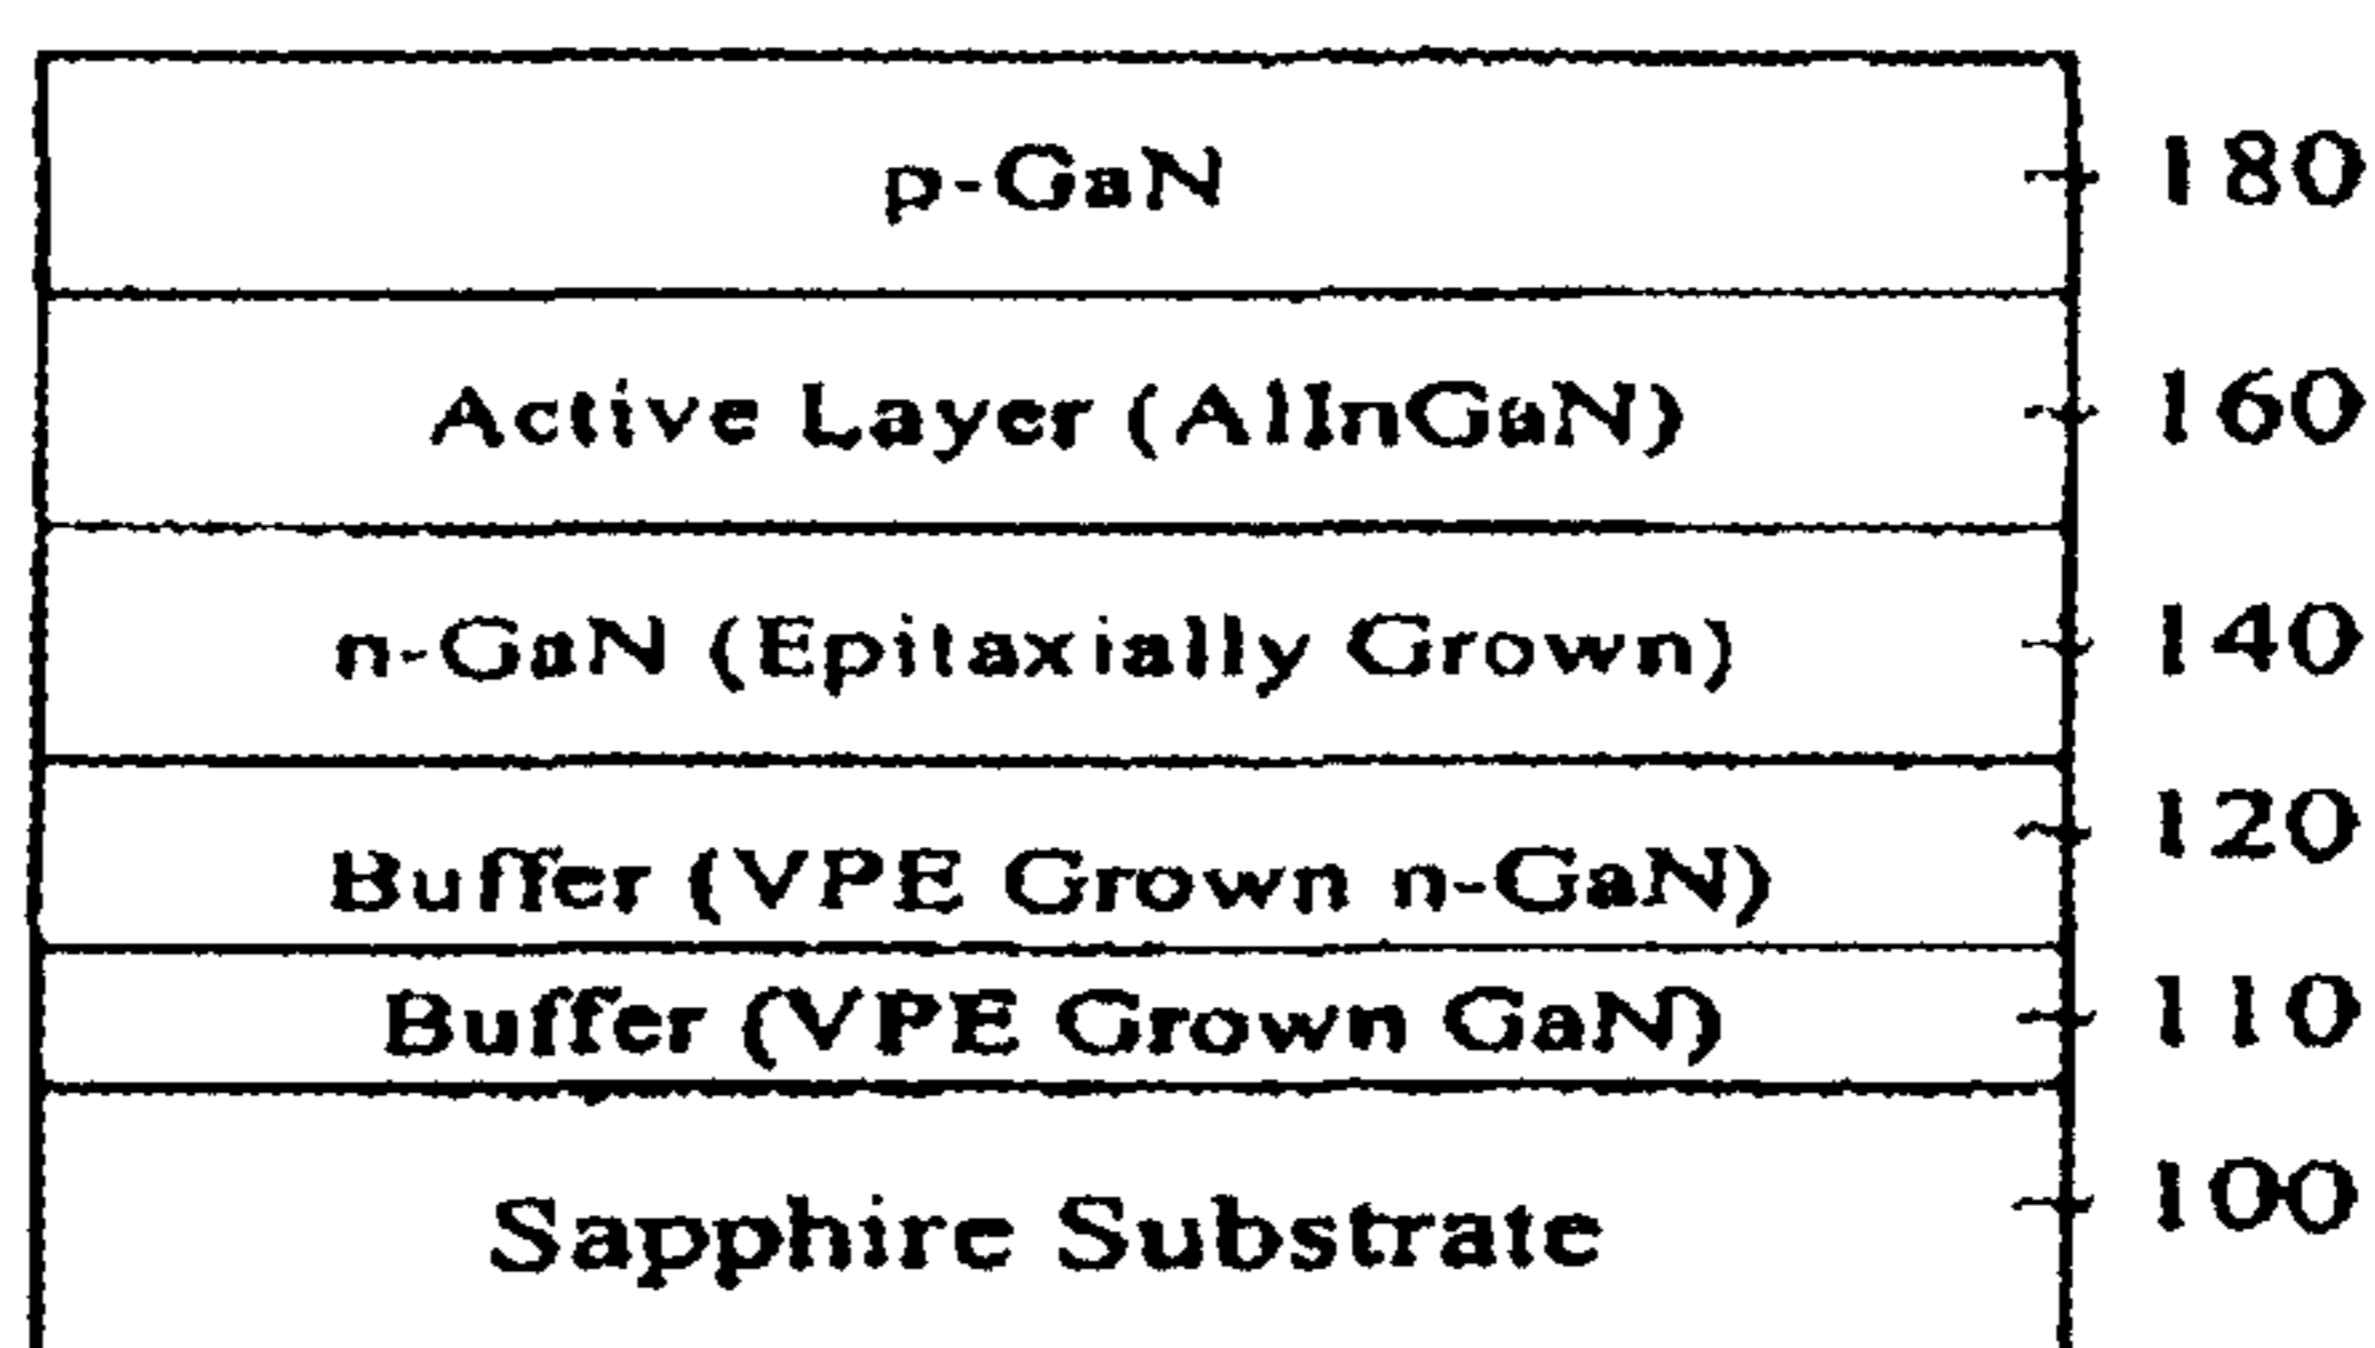 p-GaN 180
Active Layer (AlInGaN) 160
n-GaN (Epitaxially Grown) 140
Buffer (VPE Grown n-GaN) 120
Buffer (VPE Grown GaN) 110
Sapphire Substrate 100